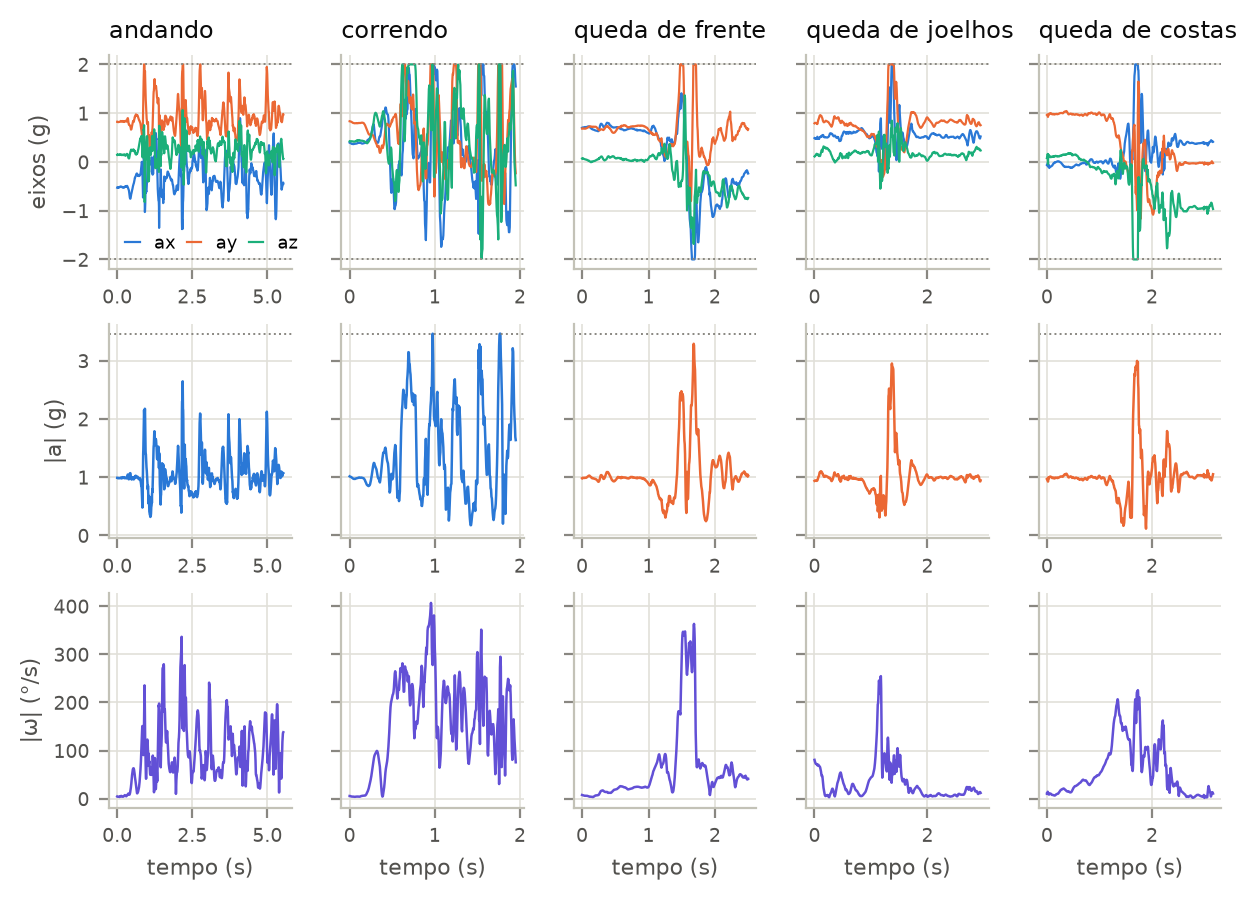 andando correndo queda de frente queda de joelhos queda de costas
eixos (g)
2
1
0
−1
−2
ax ay az
0.0 2.5 5.0 0 1 2 0 1 2 0 2 0 2
|a| (g)
3
2
1
0
0.0 2.5 5.0 0 1 2 0 1 2 0 2 0 2
|ω| (°/s)
400
300
200
100
0
0.0 2.5 5.0 0 1 2 0 1 2 0 2 0 2
tempo (s) tempo (s) tempo (s) tempo (s) tempo (s)